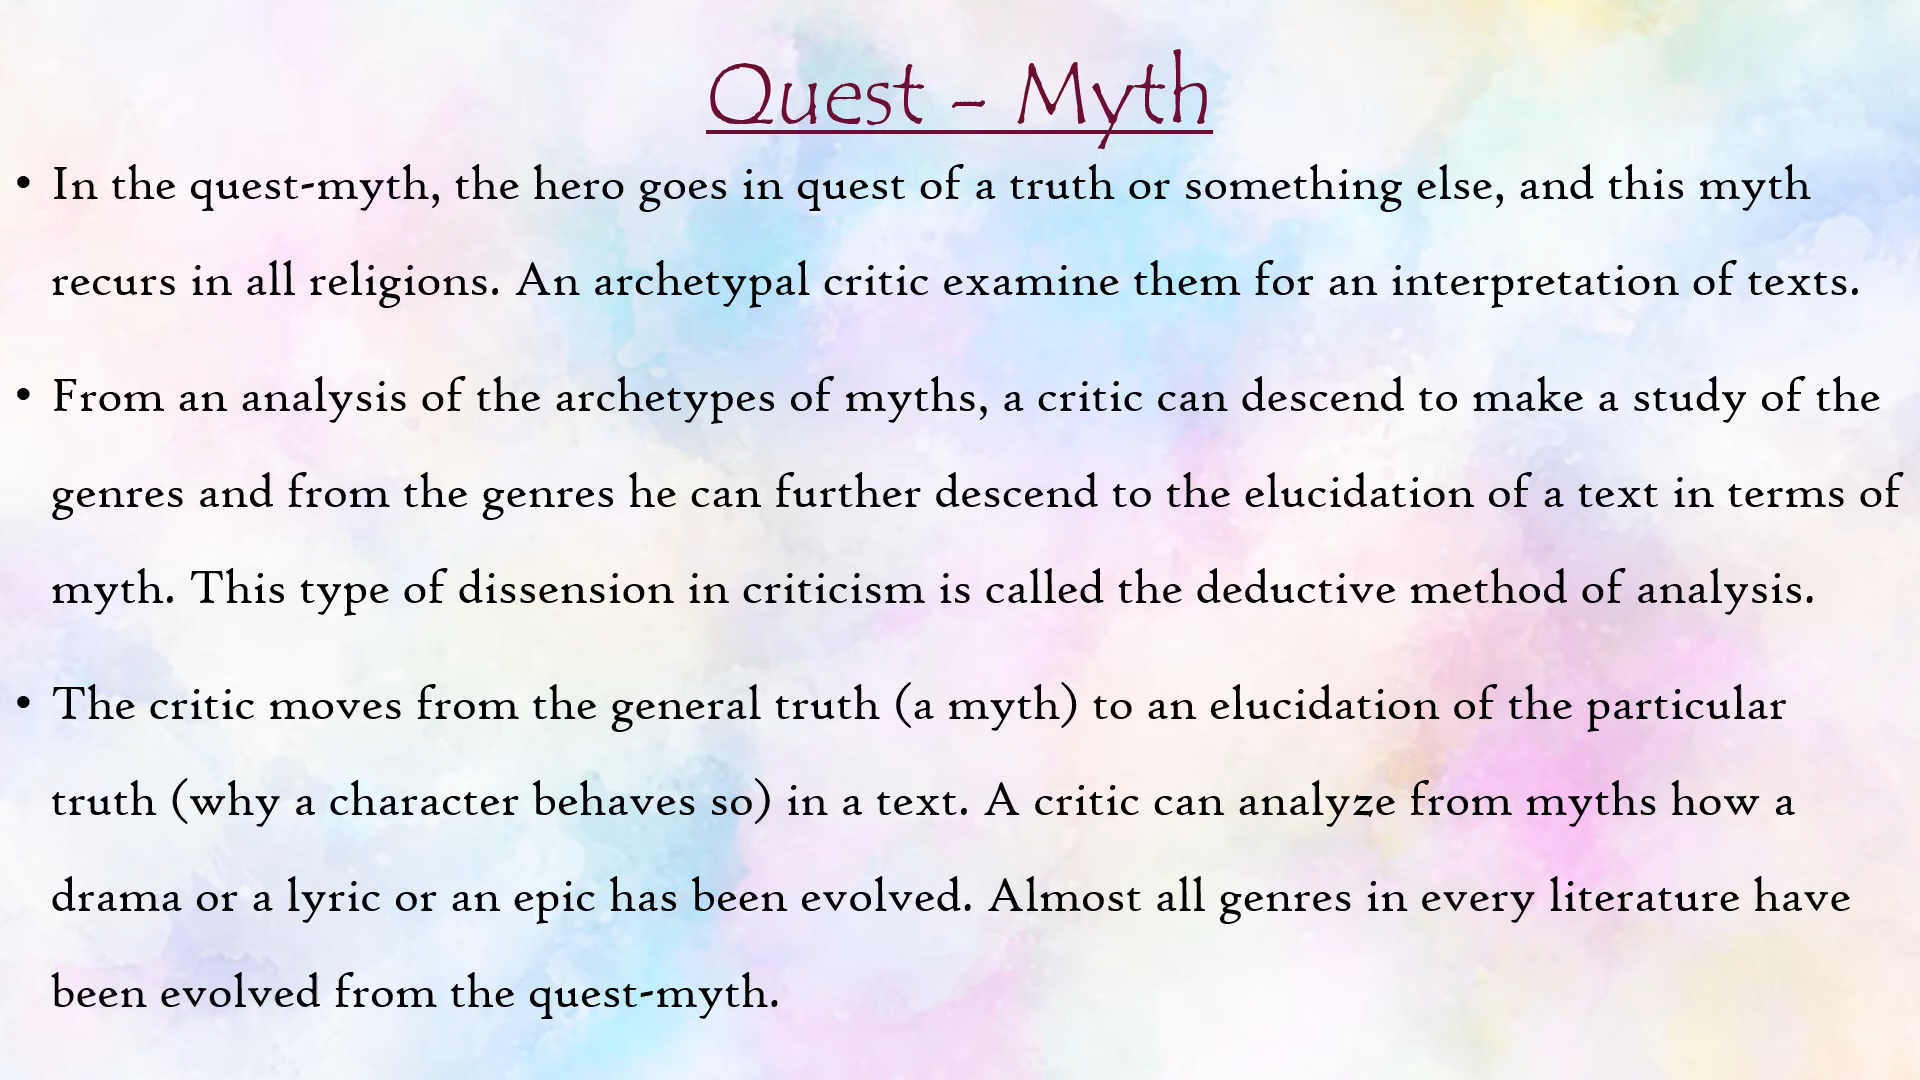 Quest – Myth
• In the quest-myth, the hero goes in quest of a truth or something else, and this myth
recurs in all religions. An archetypal critic examine them for an interpretation of texts.
• From an analysis of the archetypes of myths, a critic can descend to make a study of the
genres and from the genres he can further descend to the elucidation of a text in terms of
myth. This type of dissension in criticism is called the deductive method of analysis.
• The critic moves from the general truth (a myth) to an elucidation of the particular
truth (why a character behaves so) in a text. A critic can analyze from myths how a
drama or a lyric or an epic has been evolved. Almost all genres in every literature have
been evolved from the quest-myth.